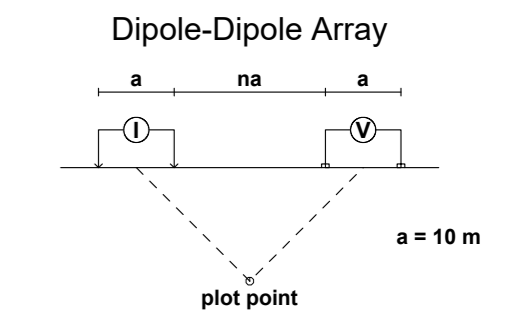 Dipole-Dipole Array
a na a
I V
a = 10 m
plot point